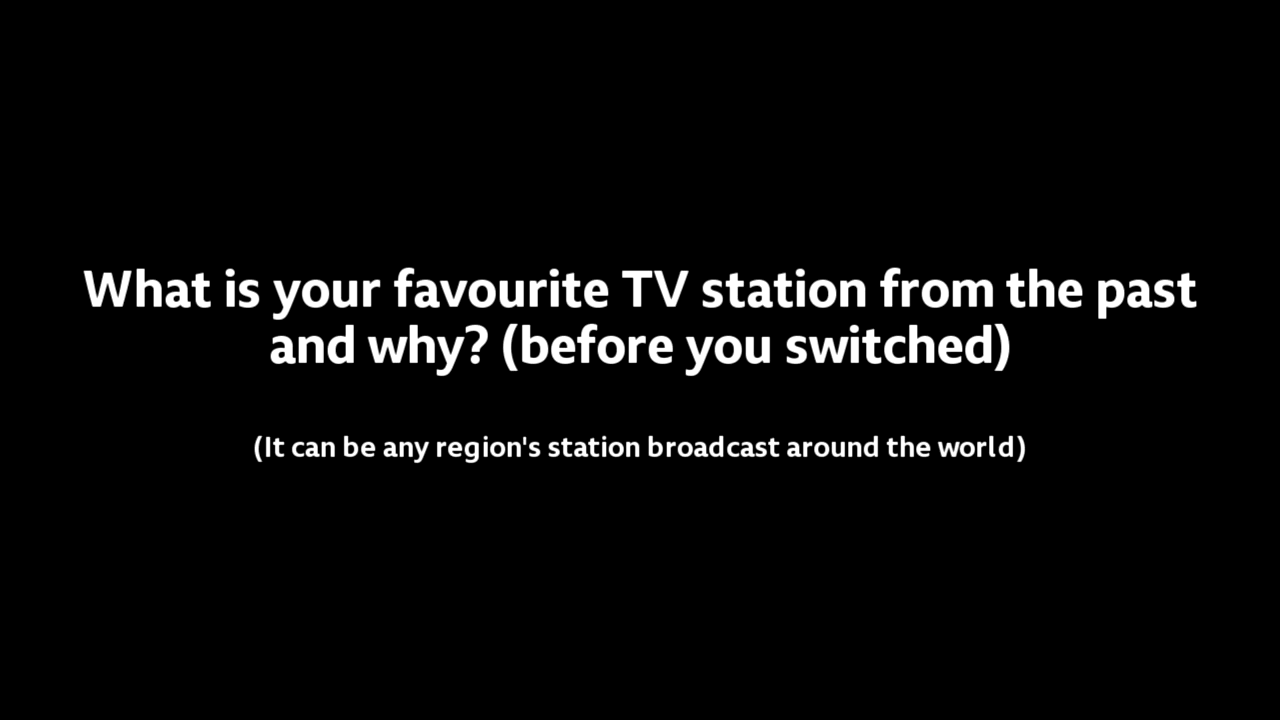 What is your favourite TV station from the past
and why? (before you switched)
(It can be any region's station broadcast around the world)